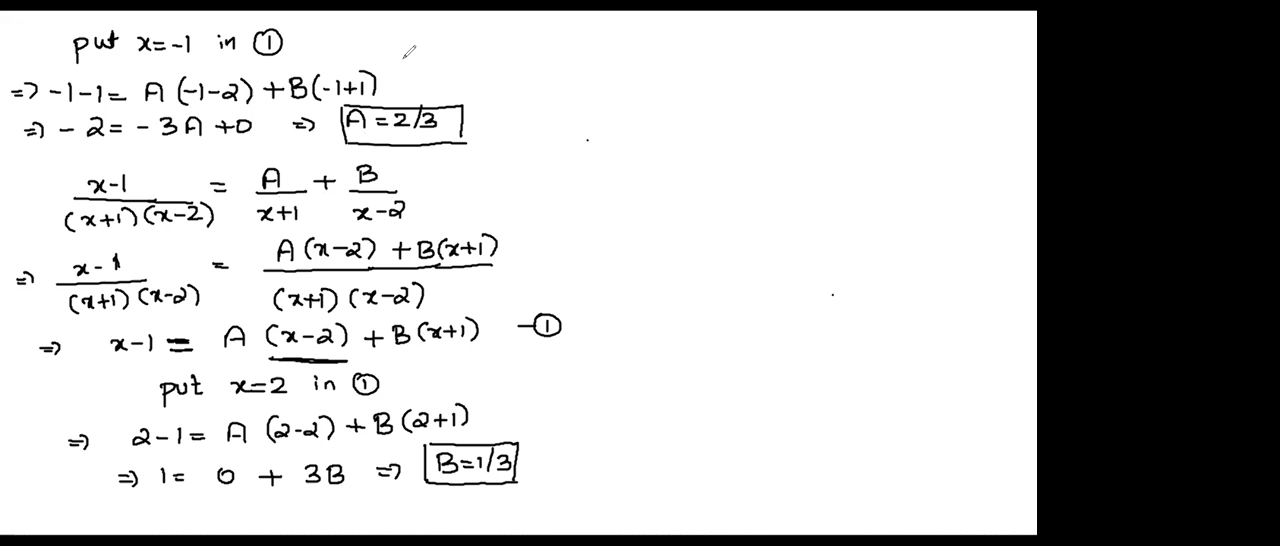 put x=-1 in ①
=> -1-1= A (-1-2) +B(-1+1)
=> -2= -3A +0 => A=2/3
x-1/(x+1)(x-2) = A/x+1 + B/x-2
=> x-1/(x+1)(x-2) = A(x-2) +B(x+1)/(x+1)(x-2)
=> x-1 = A (x-2) +B(x+1) -①
put x=2 in ①
=> 2-1= A (2-2) +B(2+1)
=> 1= 0 + 3B => B=1/3